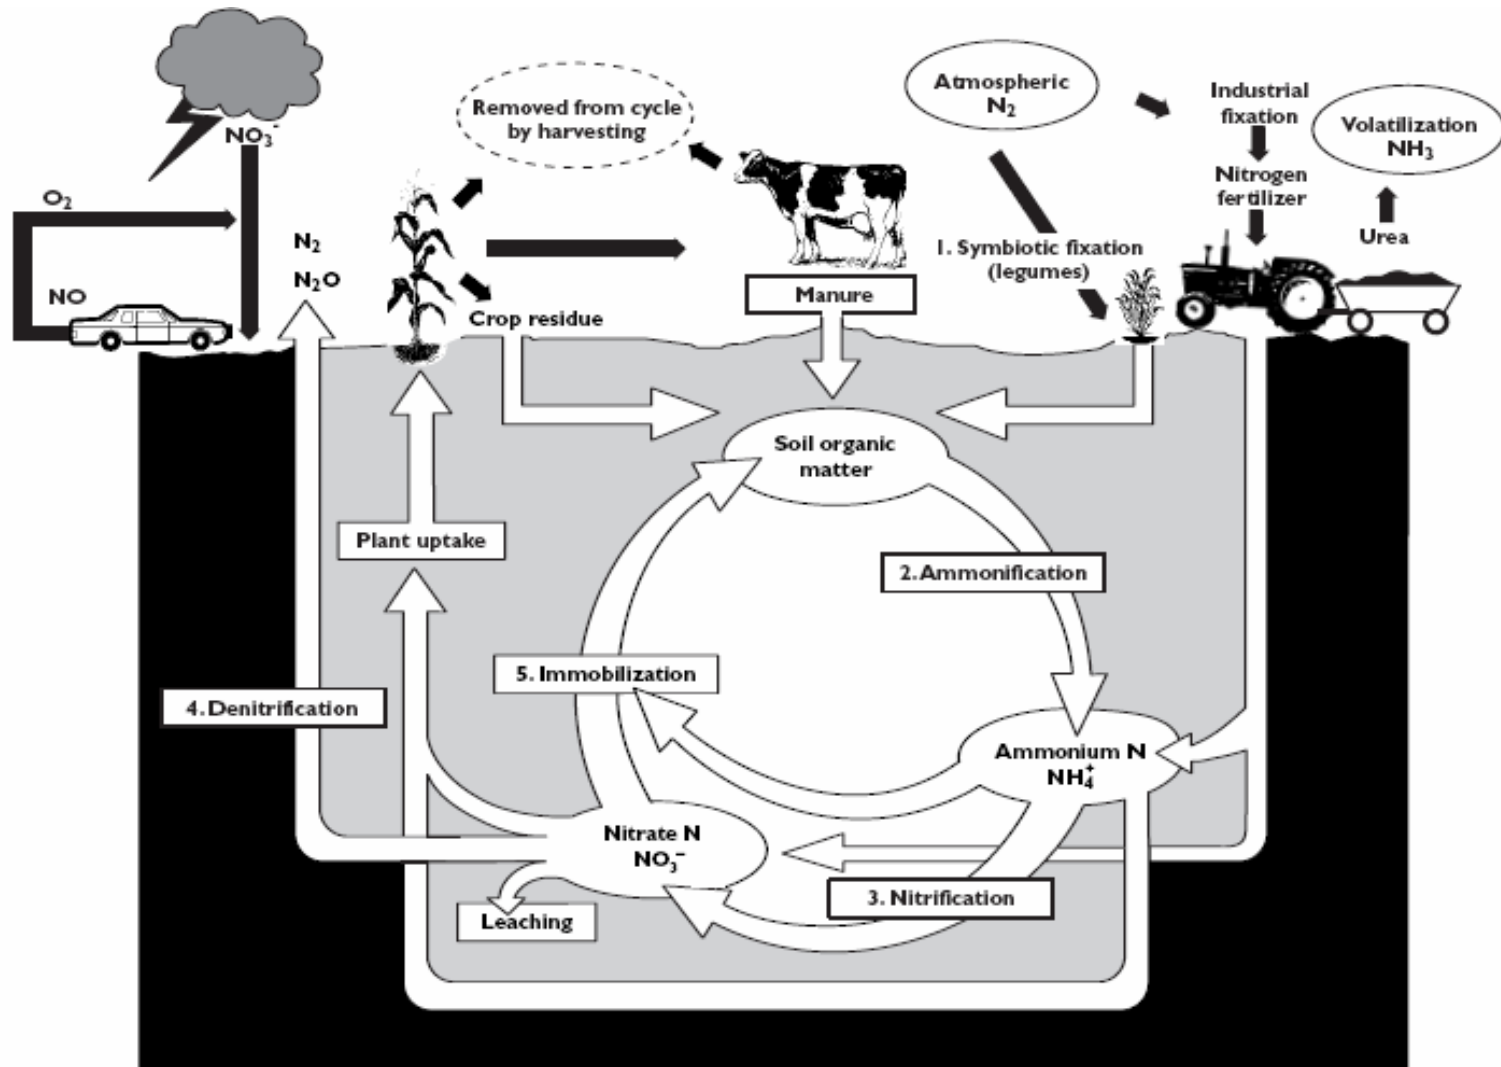 NO₃⁻
O₂
NO
N₂
N₂O
Removed from cycle
by harvesting
Crop residue
Manure
Atmospheric
N₂
1. Symbiotic fixation
(legumes)
Industrial
fixation
Nitrogen
fertilizer
Volatilization
NH₃
Urea
Soil organic
matter
Plant uptake
2. Ammonification
5. Immobilization
4. Denitrification
Ammonium N
NH₄⁺
Nitrate N
NO₃⁻
3. Nitrification
Leaching